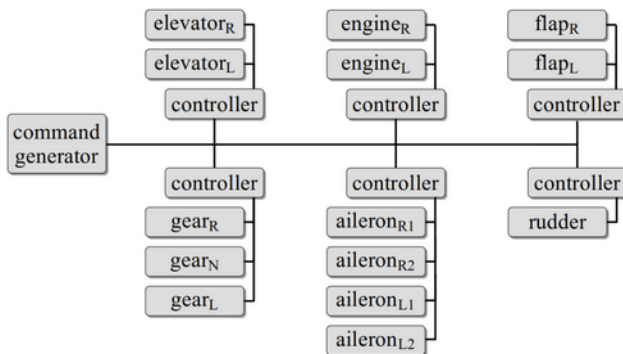 elevatorR
engineR
flapR
elevatorL
engineL
flapL
controller
controller
controller
command
generator
controller
controller
controller
gearR
aileronR1
rudder
gearN
aileronR2
gearL
aileronL1
aileronL2